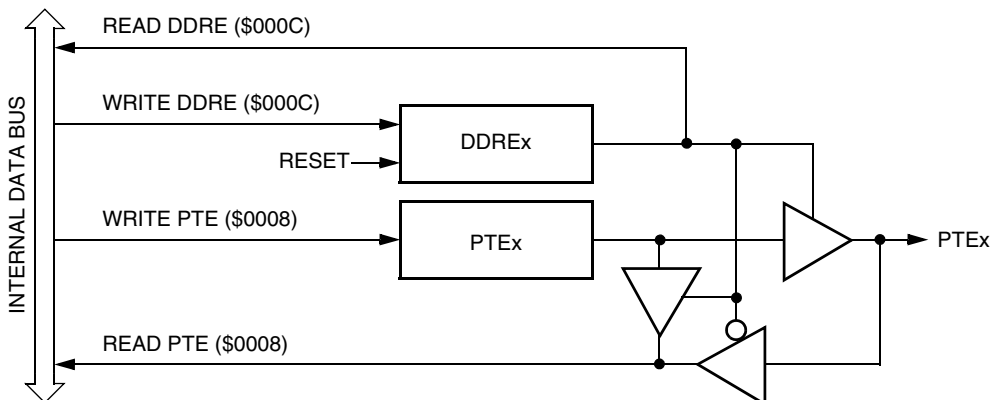 READ DDRE ($000C)
WRITE DDRE ($000C)
DDREx
RESET
WRITE PTE ($0008)
PTEx
PTEx
READ PTE ($0008)
INTERNAL DATA BUS